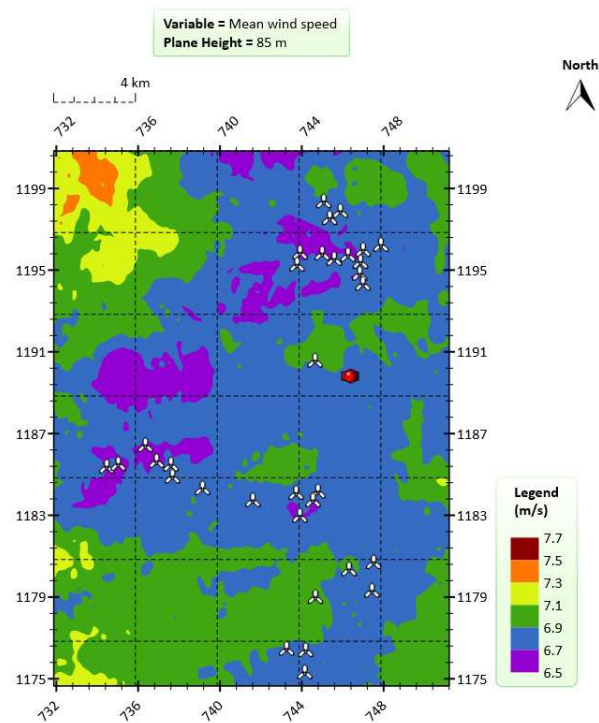 Variable = Mean wind speed
Plane Height = 85 m
4 km
North
732 736 740 744 748
1199 1199
1195 1195
1191 1191
1187 1187
1183 1183
1179 1179
1175 1175
732 736 740 744 748
Legend
(m/s)
7.7
7.5
7.3
7.1
6.9
6.7
6.5